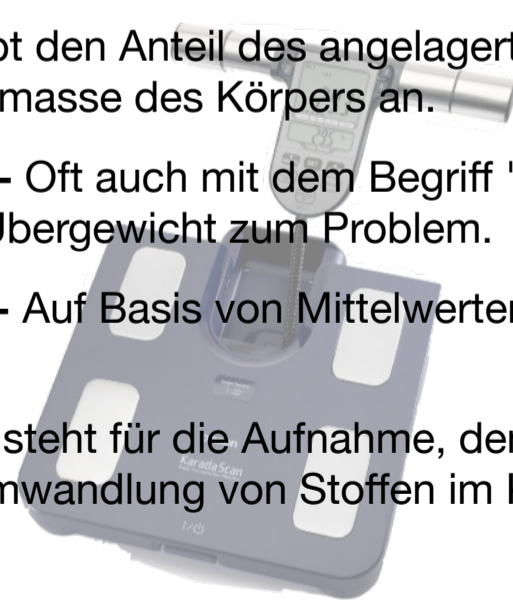 den Anteil des angelagert
masse des Körpers an.
- Oft auch mit dem Begriff "
Übergewicht zum Problem.
- Auf Basis von Mittelwerten
steht für die Aufnahme, den
mwandlung von Stoffen im
KaradaScan